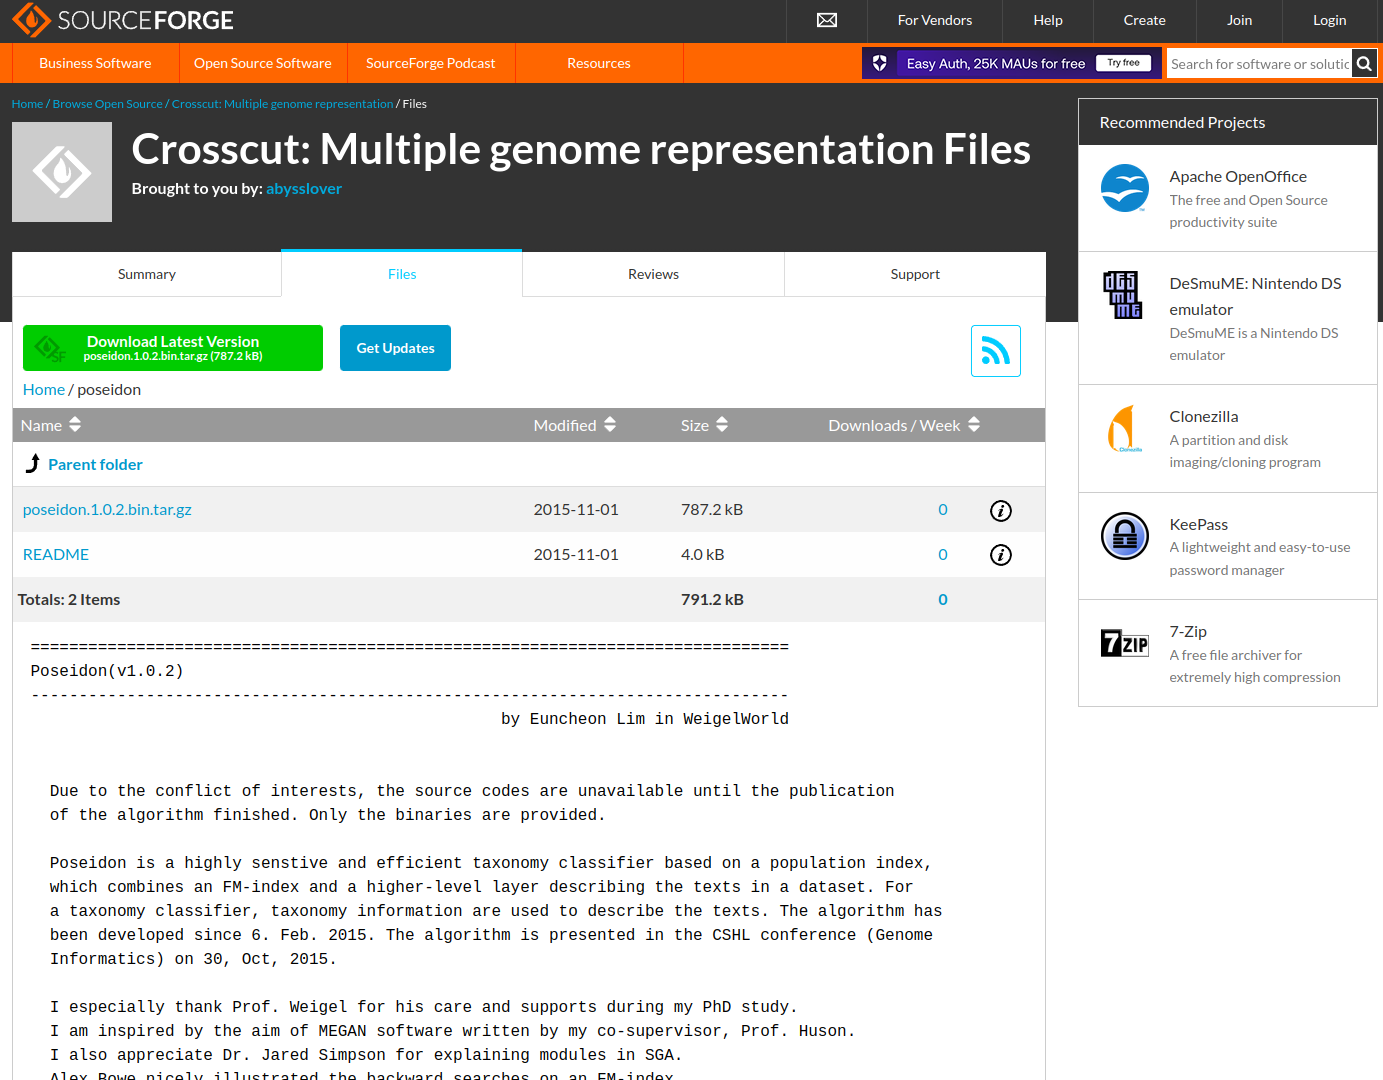 SOURCEFORGE
For Vendors
Help
Create
Join
Login
Business Software
Open Source Software
SourceForge Podcast
Resources
Easy Auth, 25K MAUs for free
Try free
Search for software or solutic
Home / Browse Open Source / Crosscut: Multiple genome representation / Files
Crosscut: Multiple genome representation Files
Brought to you by: abysslover
Summary
Files
Reviews
Support
Download Latest Version
poseidon.1.0.2.bin.tar.gz (787.2 kB)
Get Updates
Home / poseidon
Name Modified Size Downloads / Week
Parent folder
poseidon.1.0.2.bin.tar.gz 2015-11-01 787.2 kB 0
README 2015-11-01 4.0 kB 0
Totals: 2 Items 791.2 kB 0
===============================================================================
Poseidon(v1.0.2)
-------------------------------------------------------------------------------
by Euncheon Lim in WeigelWorld
Due to the conflict of interests, the source codes are unavailable until the publication
of the algorithm finished. Only the binaries are provided.
Poseidon is a highly senstive and efficient taxonomy classifier based on a population index,
which combines an FM-index and a higher-level layer describing the texts in a dataset. For
a taxonomy classifier, taxonomy information are used to describe the texts. The algorithm has
been developed since 6. Feb. 2015. The algorithm is presented in the CSHL conference (Genome
Informatics) on 30, Oct, 2015.
I especially thank Prof. Weigel for his care and supports during my PhD study.
I am inspired by the aim of MEGAN software written by my co-supervisor, Prof. Huson.
I also appreciate Dr. Jared Simpson for explaining modules in SGA.
Alex Bowe nicely illustrated the backward searches on an FM-index.
Recommended Projects
Apache OpenOffice
The free and Open Source
productivity suite
DeSmuME: Nintendo DS
emulator
DeSmuME is a Nintendo DS
emulator
Clonezilla
A partition and disk
imaging/cloning program
KeePass
A lightweight and easy-to-use
password manager
7-Zip
A free file archiver for
extremely high compression